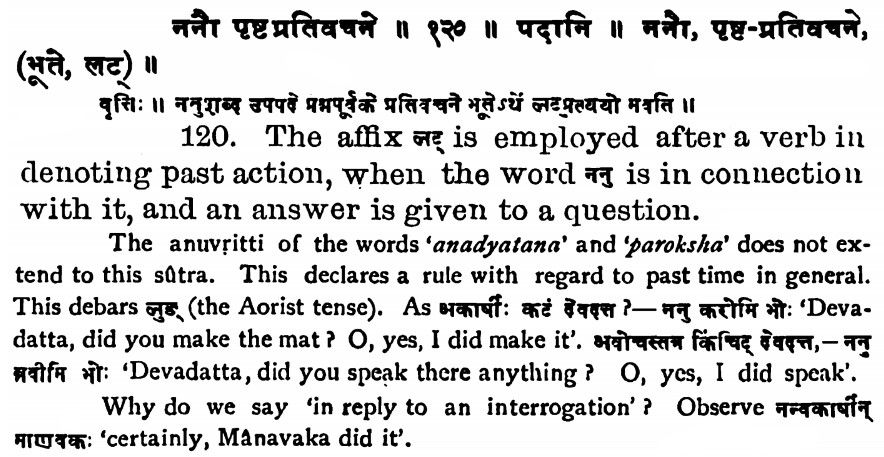 ननौ पृष्टप्रतिवचने ॥ १२० ॥ पदानि ॥ ननौ, पृष्ट-प्रतिवचने,
(भूते, लट्) ॥
वृत्तिः ॥ ननुशब्द उपपदे प्रश्नपूर्वके प्रतिवचने भूतेऽर्थे लट्प्रत्ययो भवति ॥
120. The affix लट् is employed after a verb in
denoting past action, when the word ननु is in connection
with it, and an answer is given to a question.
The anuvṛitti of the words 'anadyatana' and 'paroksha' does not ex-
tend to this sûtra. This declares a rule with regard to past time in general.
This debars लुङ् (the Aorist tense). As अकार्षीः कटं देवदत्त ?— ननु करोमि भोः 'Deva-
datta, did you make the mat ? O, yes, I did make it'. अवोचस्तत्र किंचिद् देवदत्त,— ननु
ब्रवीमि भोः 'Devadatta, did you speak there anything ? O, yes, I did speak'.
Why do we say 'in reply to an interrogation' ? Observe नन्वकार्षीन्
माणवकः 'certainly, Mânavaka did it'.